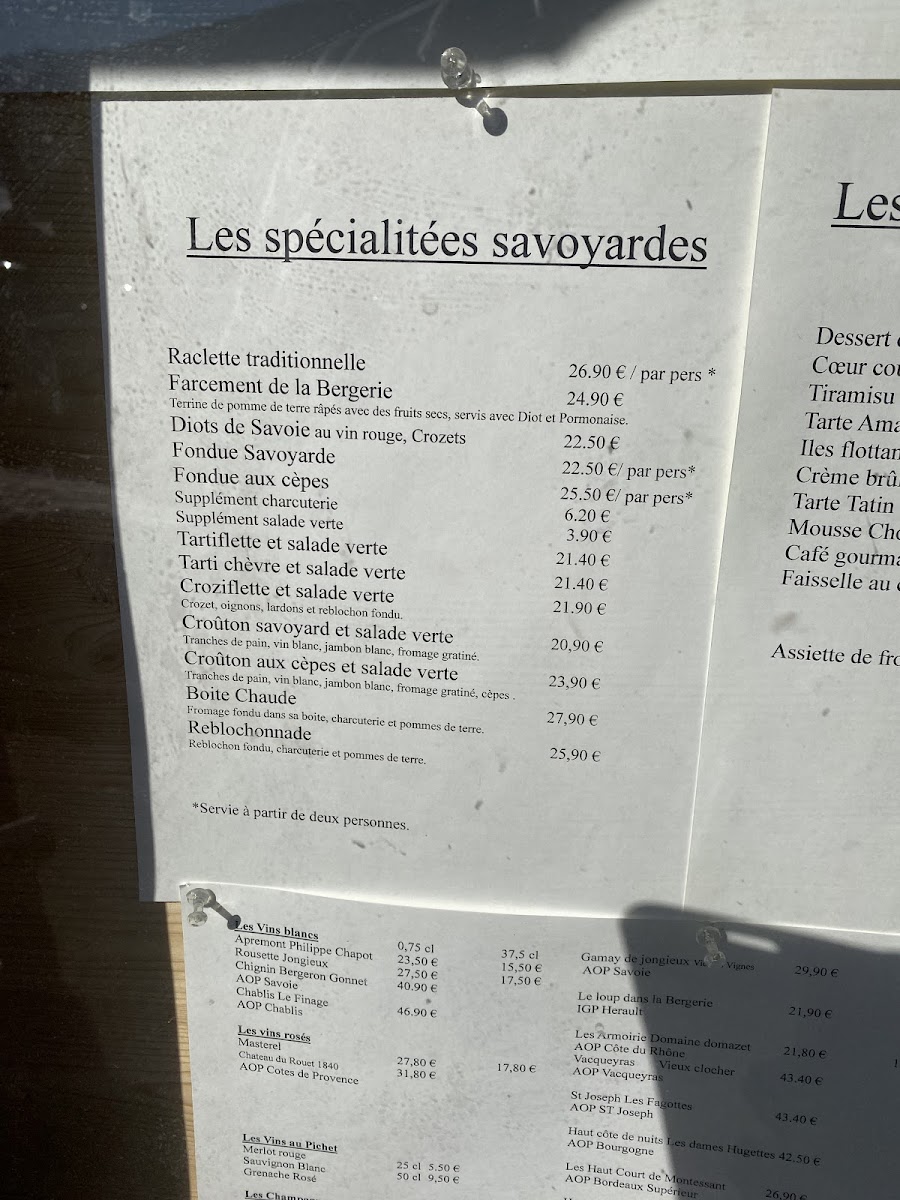 Les spécialitées savoyardes
Raclette traditionnelle 26.90 € / par pers *
Farcement de la Bergerie 24.90 €
Terrine de pomme de terre râpés avec des fruits secs, servis avec Diot et Pormonaise.
Diots de Savoie au vin rouge, Crozets 22.50 €
Fondue Savoyarde 22.50 €/ par pers*
Fondue aux cèpes 25.50 €/ par pers*
Supplément charcuterie 6.20 €
Supplément salade verte 3.90 €
Tartiflette et salade verte 21.40 €
Tarti chèvre et salade verte 21.40 €
Croziflette et salade verte 21.90 €
Crozet, oignons, lardons et reblochon fondu.
Croûton savoyard et salade verte 20,90 €
Tranches de pain, vin blanc, jambon blanc, fromage gratiné.
Croûton aux cèpes et salade verte 23,90 €
Tranches de pain, vin blanc, jambon blanc, fromage gratiné, cèpes .
Boite Chaude 27,90 €
Fromage fondu dans sa boite, charcuterie et pommes de terre.
Reblochonnade 25,90 €
Reblochon fondu, charcuterie et pommes de terre.
*Servie à partir de deux personnes.
Les
Dessert
Cœur
Tiramisu
Tarte
Iles
Crème
Tarte Tatin
Mousse
Café
Faisselle au
Assiette de
Les Vins blancs 0,75 cl 37,5 cl
Apremont Philippe Chapot 23,50 € 15,50 €
Rousette Jongieux 27,50 € 17,50 €
Chignin Bergeron Gonnet 40.90 €
AOP Savoie
Chablis Le Finage 46.90 €
AOP Chablis
Les vins rosés
Masterel 27,80 €
Chateau du Rouet 1840 31,80 € 17,80 €
AOP Cotes de Provence
Les Vins au Pichet
Merlot rouge 25 cl 5.50 €
Sauvignon Blanc 50 cl 9,50 €
Grenache Rosé
Les
Gamay de jongieux Vignes 29,90 €
AOP Savoie
Le loup dans la Bergerie 21,90 €
IGP Herault
Les Armoirie Domaine domazet 21,80 €
AOP Côte du Rhône
Vacqueyras Vieux clocher 43.40 €
AOP Vacqueyras
St Joseph Les Fagottes 43.40 €
AOP ST Joseph
Haut côte de nuits Les dames Hugettes 42.50 €
AOP Bourgogne
Les Haut Court de Montessant 26,90 €
AOP Bordeaux Supérieur